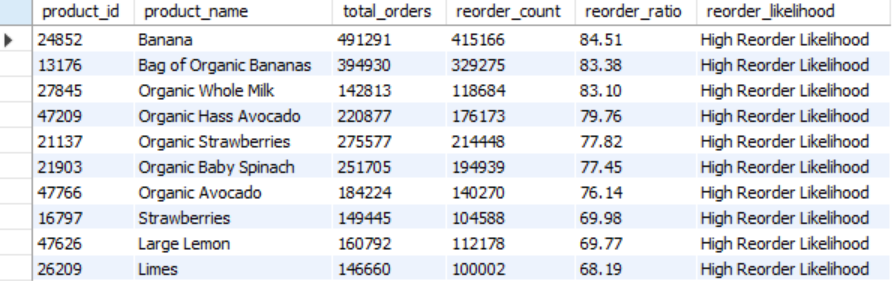 product_id product_name total_orders reorder_count reorder_ratio reorder_likelihood
24852 Banana 491291 415166 84.51 High Reorder Likelihood
13176 Bag of Organic Bananas 394930 329275 83.38 High Reorder Likelihood
27845 Organic Whole Milk 142813 118684 83.10 High Reorder Likelihood
47209 Organic Hass Avocado 220877 176173 79.76 High Reorder Likelihood
21137 Organic Strawberries 275577 214448 77.82 High Reorder Likelihood
21903 Organic Baby Spinach 251705 194939 77.45 High Reorder Likelihood
47766 Organic Avocado 184224 140270 76.14 High Reorder Likelihood
16797 Strawberries 149445 104588 69.98 High Reorder Likelihood
47626 Large Lemon 160792 112178 69.77 High Reorder Likelihood
26209 Limes 146660 100002 68.19 High Reorder Likelihood